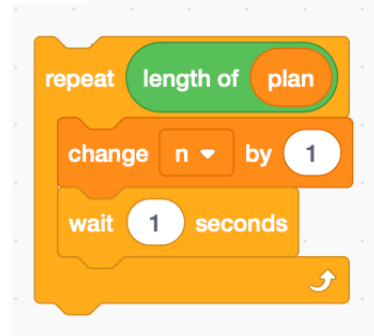 repeat length of plan
change n by 1
wait 1 seconds